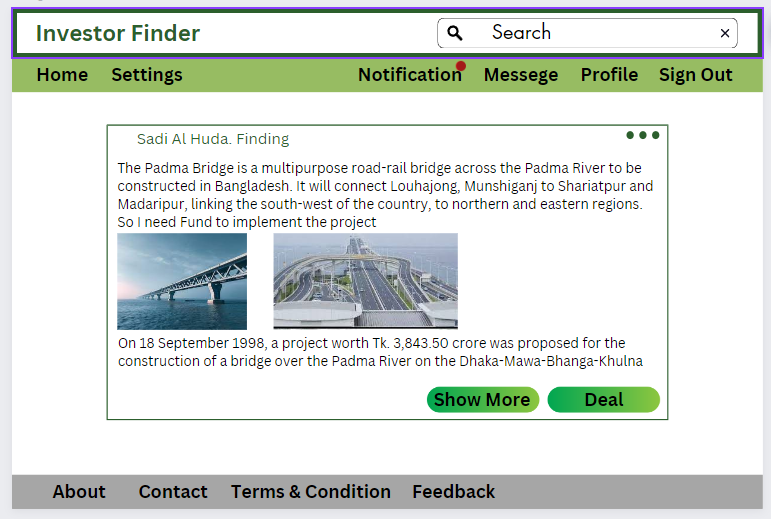 Investor Finder
Search ×
Home Settings Notification Messege Profile Sign Out
Sadi Al Huda. Finding
The Padma Bridge is a multipurpose road-rail bridge across the Padma River to be
constructed in Bangladesh. It will connect Louhajong, Munshiganj to Shariatpur and
Madaripur, linking the south-west of the country, to northern and eastern regions.
So I need Fund to implement the project
On 18 September 1998, a project worth Tk. 3,843.50 crore was proposed for the
construction of a bridge over the Padma River on the Dhaka-Mawa-Bhanga-Khulna
Show More Deal
About Contact Terms & Condition Feedback